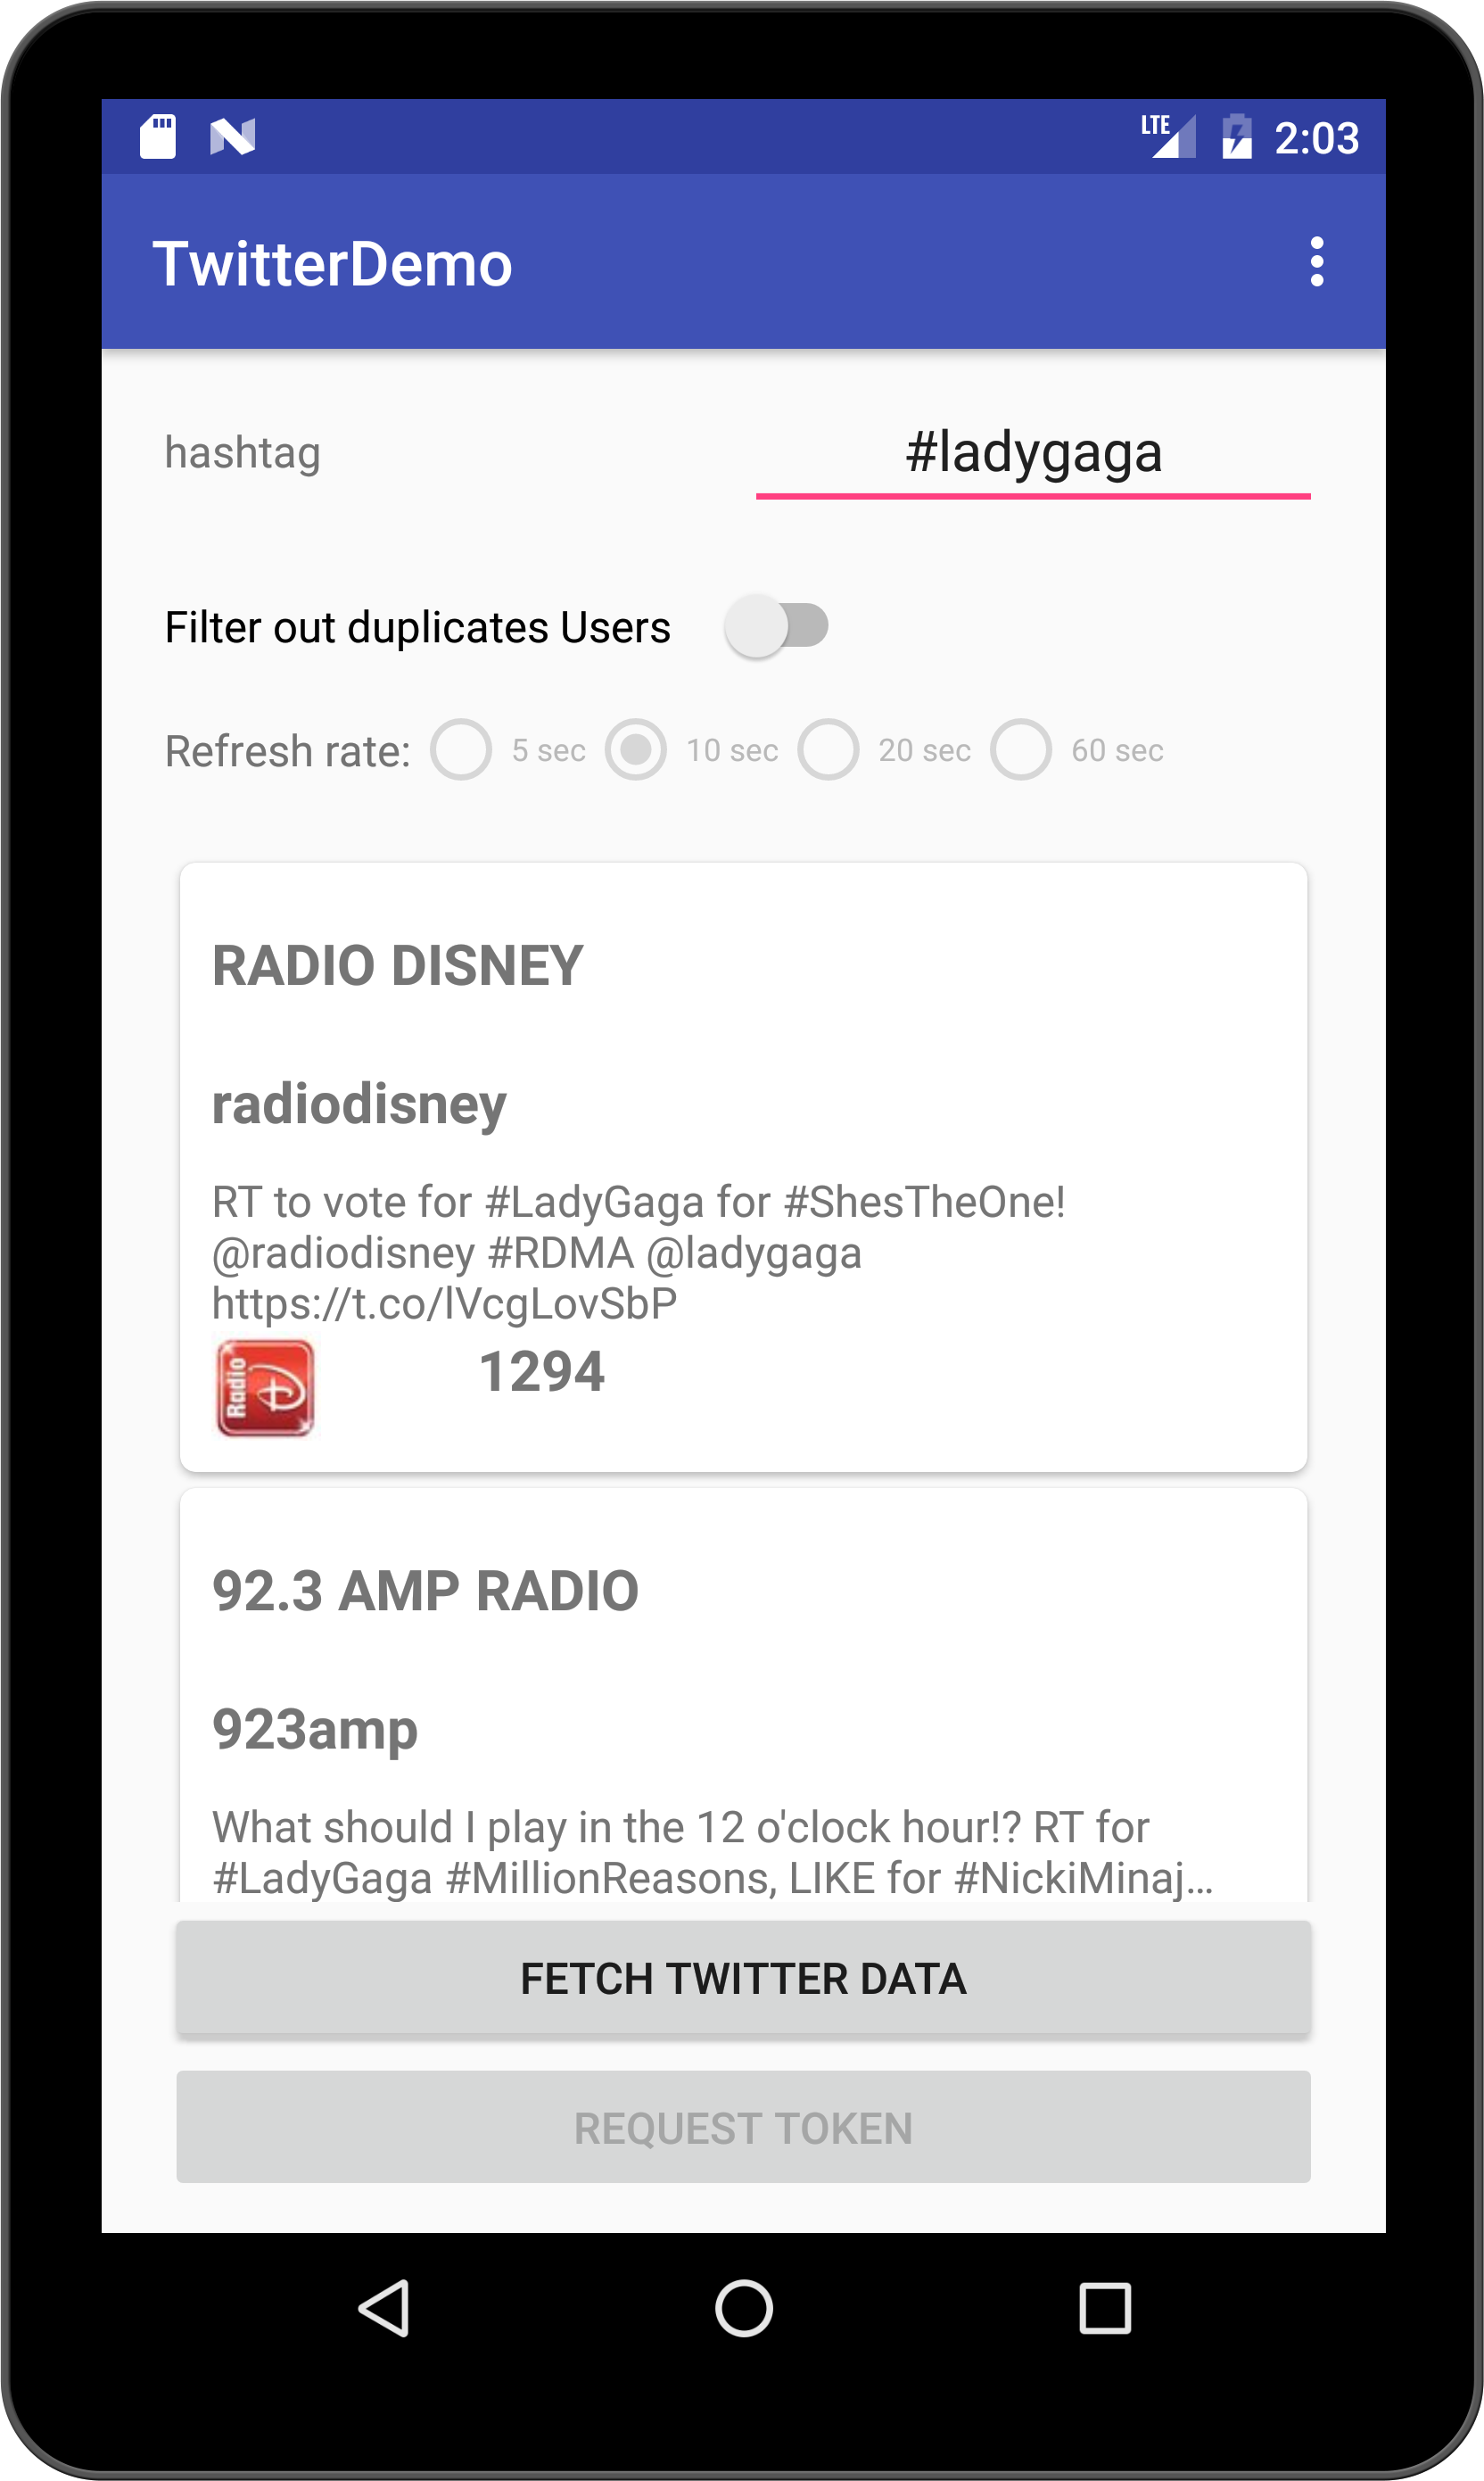 LTE 2:03
TwitterDemo
hashtag #ladygaga
Filter out duplicates Users
Refresh rate: 5 sec 10 sec 20 sec 60 sec
RADIO DISNEY
radiodisney
RT to vote for #LadyGaga for #ShesTheOne!
@radiodisney #RDMA @ladygaga
https://t.co/lVcgLovSbP
Radio D 1294
92.3 AMP RADIO
923amp
What should I play in the 12 o'clock hour!? RT for
#LadyGaga #MillionReasons, LIKE for #NickiMinaj...
FETCH TWITTER DATA
REQUEST TOKEN